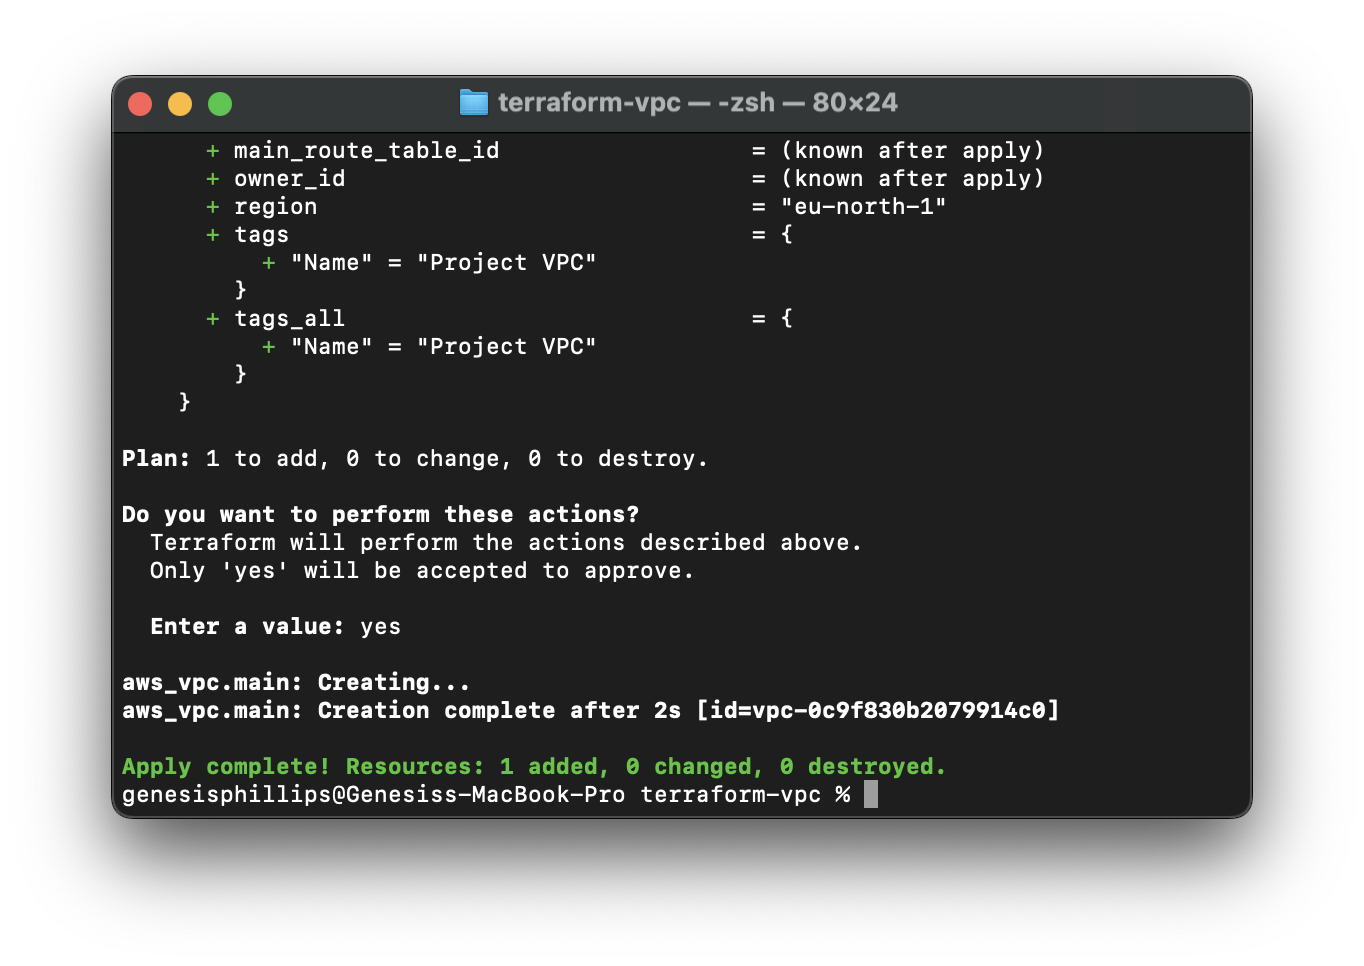 terraform-vpc — -zsh — 80×24
+ main_route_table_id = (known after apply)
+ owner_id = (known after apply)
+ region = "eu-north-1"
+ tags = {
+ "Name" = "Project VPC"
}
+ tags_all = {
+ "Name" = "Project VPC"
}
}
Plan: 1 to add, 0 to change, 0 to destroy.
Do you want to perform these actions?
Terraform will perform the actions described above.
Only 'yes' will be accepted to approve.
Enter a value: yes
aws_vpc.main: Creating...
aws_vpc.main: Creation complete after 2s [id=vpc-0c9f830b2079914c0]
Apply complete! Resources: 1 added, 0 changed, 0 destroyed.
genesisphillips@Genesiss-MacBook-Pro terraform-vpc %